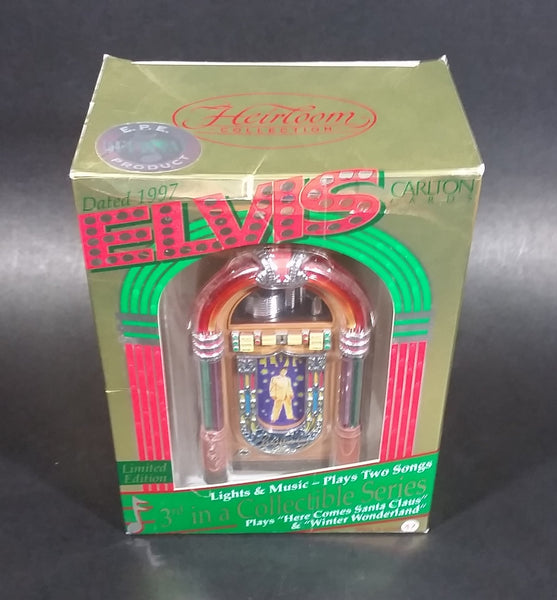 Heirloom
COLLECTION
E.P.E.
PRODUCT
Dated 1997
ELVIS
CARLTON
CARDS
Limited
Edition
Lights & Music – Plays Two Songs
3rd in a Collectible Series
Plays "Here Comes Santa Claus"
& "Winter Wonderland"